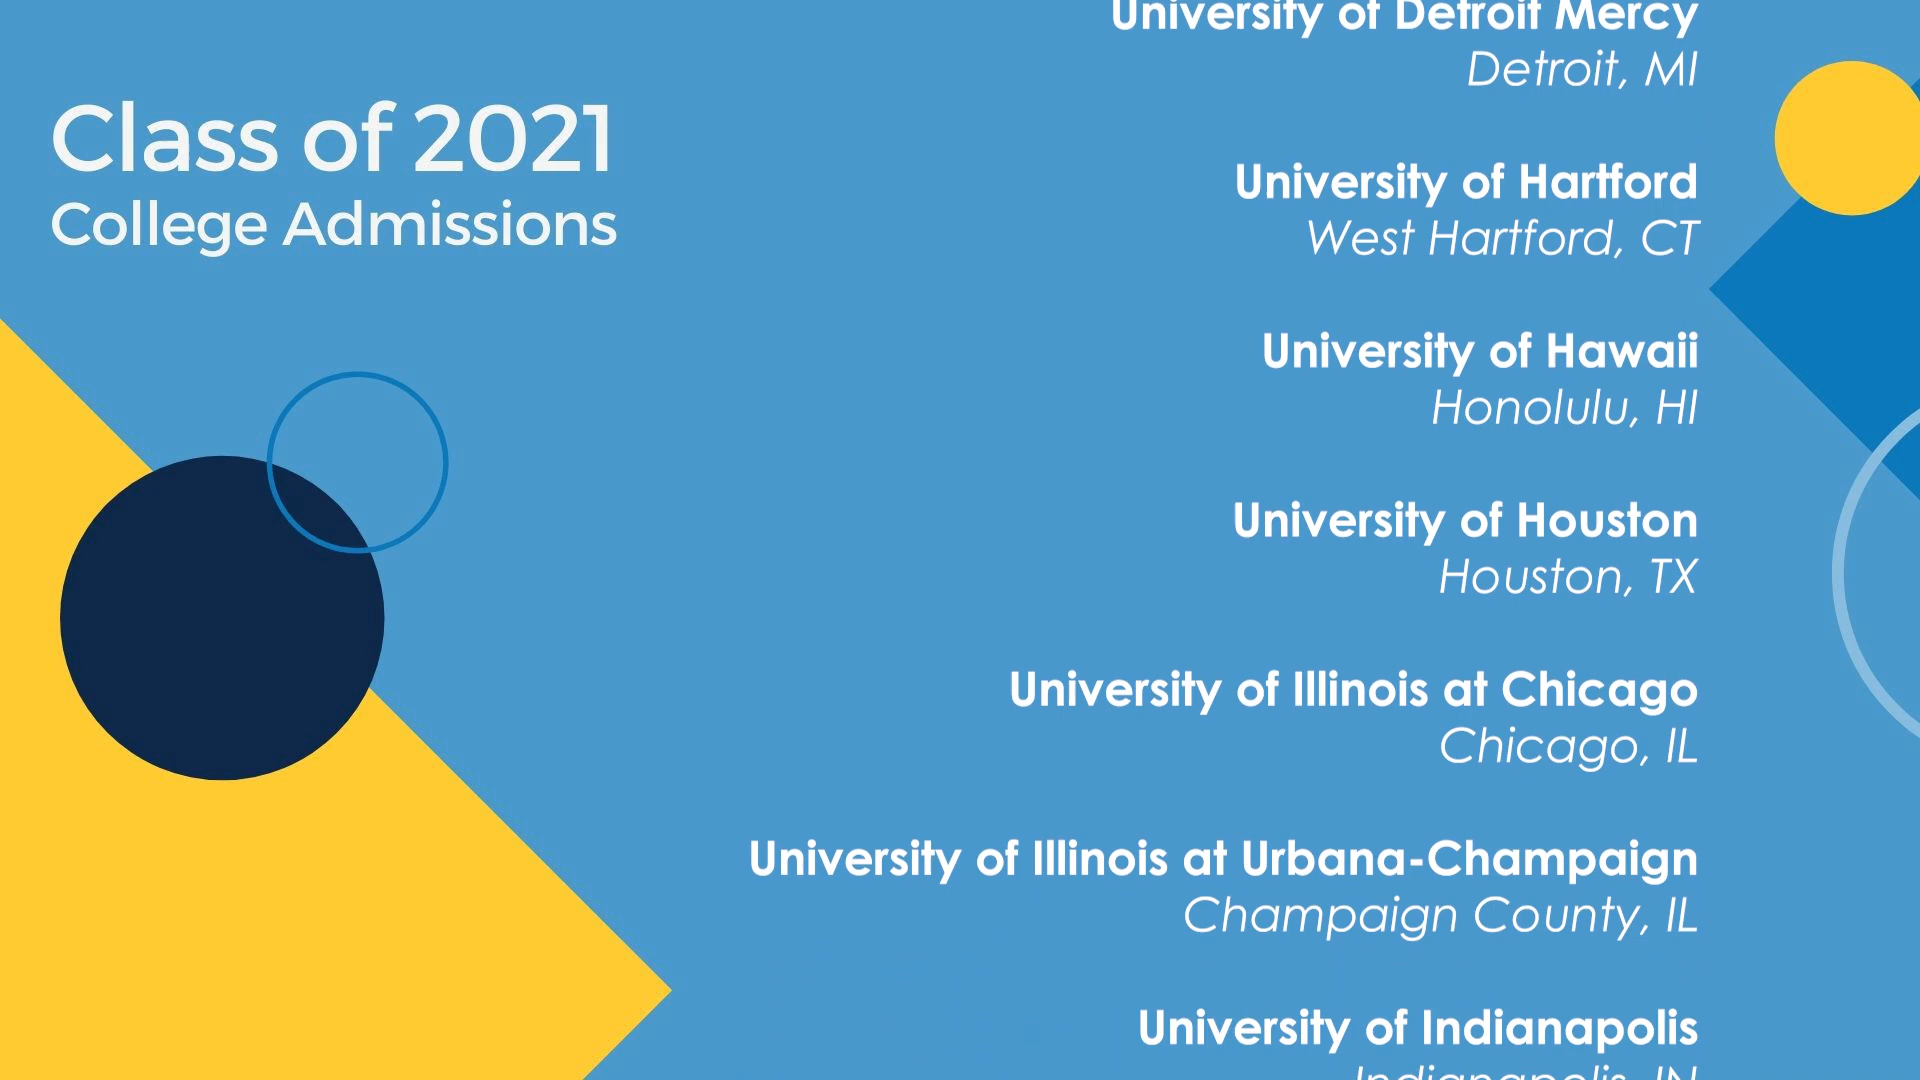 Class of 2021
College Admissions
University of Detroit Mercy
Detroit, MI
University of Hartford
West Hartford, CT
University of Hawaii
Honolulu, HI
University of Houston
Houston, TX
University of Illinois at Chicago
Chicago, IL
University of Illinois at Urbana-Champaign
Champaign County, IL
University of Indianapolis
Indianapolis, IN